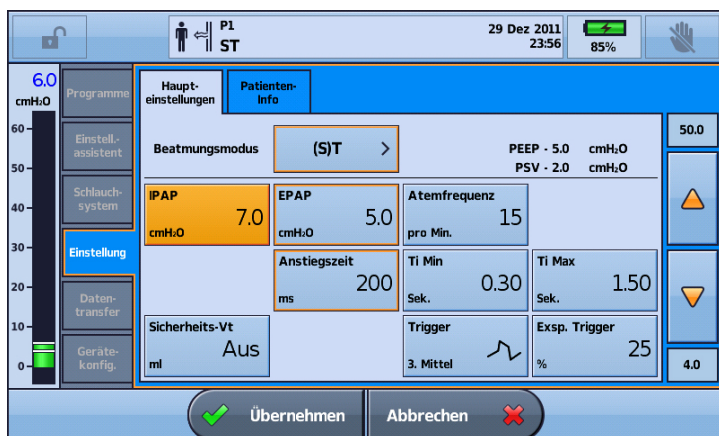 P1
ST
29 Dez 2011
23:56
85%
6.0
cmH₂O
60
50
40
30
20
10
0
Programme
Einstell.-
assistent
Schlauch-
system
Einstellung
Daten-
transfer
Geräte-
konfig.
Haupt-
einstellungen
Patienten-
Info
Beatmungsmodus
(S)T >
PEEP - 5.0 cmH₂O
PSV - 2.0 cmH₂O
IPAP
7.0
cmH₂O
EPAP
5.0
cmH₂O
Atemfrequenz
15
pro Min.
Anstiegszeit
200
ms
Ti Min
0.30
Sek.
Ti Max
1.50
Sek.
Sicherheits-Vt
Aus
ml
Trigger
3. Mittel
Exsp. Trigger
25
%
50.0
4.0
Übernehmen
Abbrechen